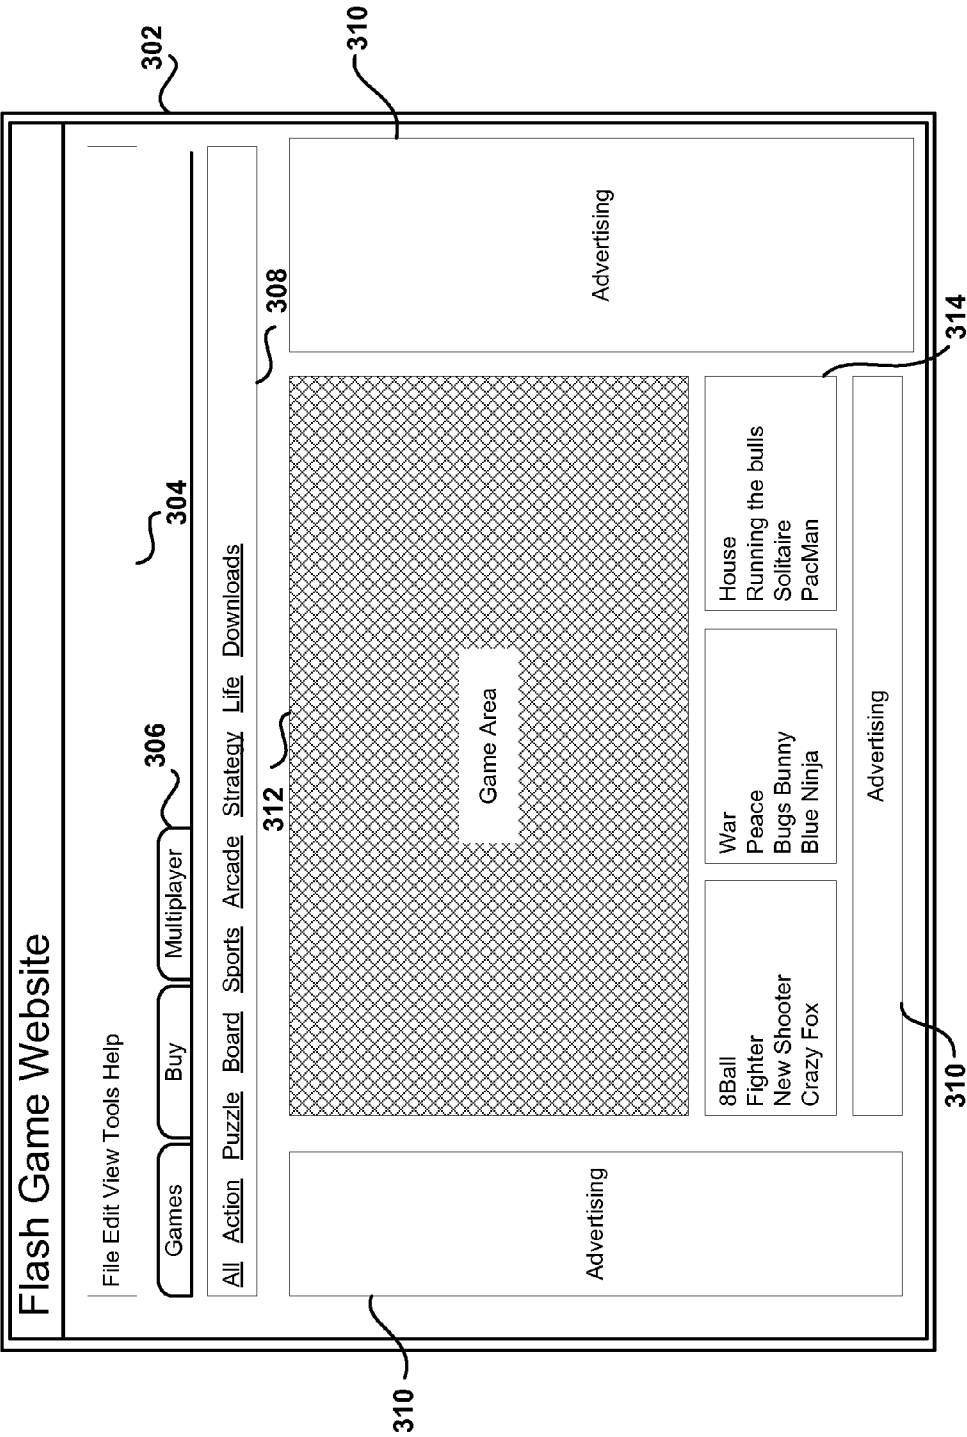 302
310
Flash Game Website
File Edit View Tools Help
304
306
Games Buy Multiplayer
All Action Puzzle Board Sports Arcade Strategy Life Downloads
308
312
Advertising
Game Area
Advertising
8Ball
Fighter
New Shooter
Crazy Fox
War
Peace
Bugs Bunny
Blue Ninja
House
Running the bulls
Solitaire
PacMan
314
Advertising
310
310